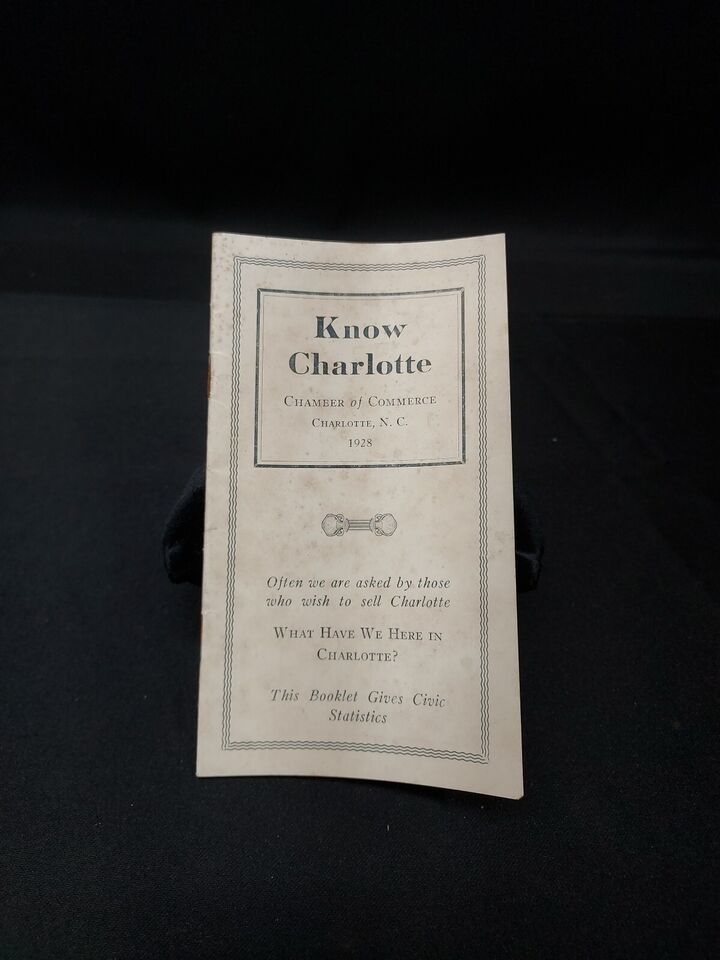 Know
Charlotte
CHAMBER of COMMERCE
CHARLOTTE, N. C.
1928
Often we are asked by those
who wish to sell Charlotte
WHAT HAVE WE HERE IN
CHARLOTTE?
This Booklet Gives Civic
Statistics